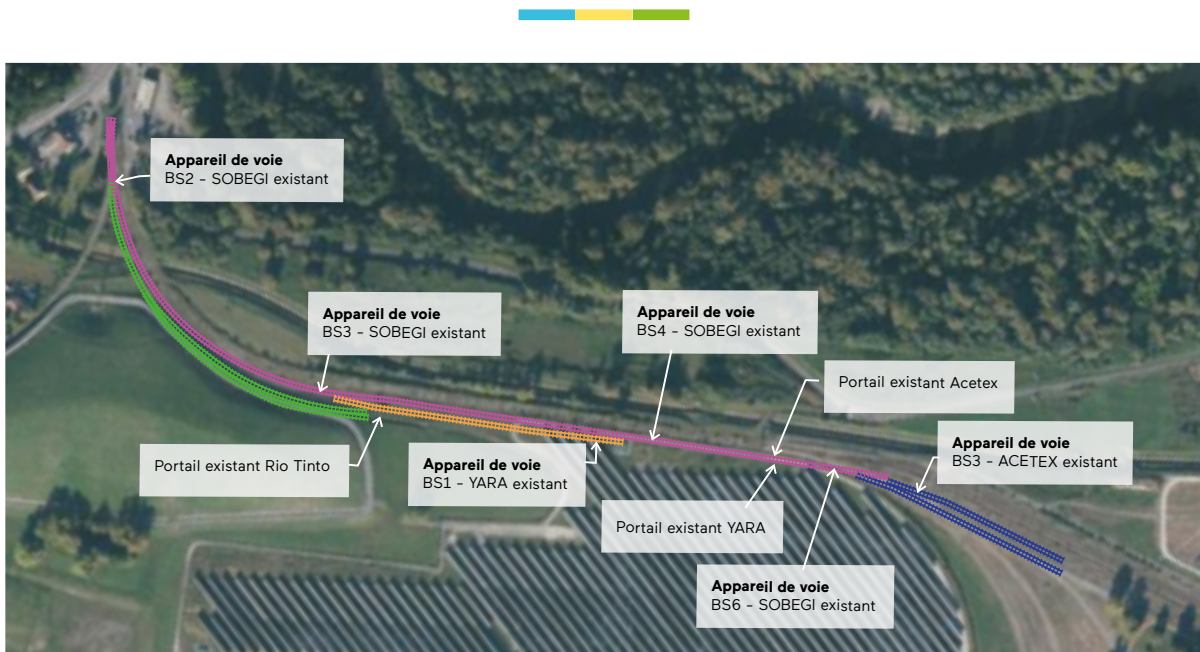 Appareil de voie
BS2 - SOBEGI existant
Appareil de voie
BS3 - SOBEGI existant
Appareil de voie
BS4 - SOBEGI existant
Portail existant Acetex
Appareil de voie
BS3 - ACETEX existant
Portail existant Rio Tinto
Appareil de voie
BS1 - YARA existant
Portail existant YARA
Appareil de voie
BS6 - SOBEGI existant